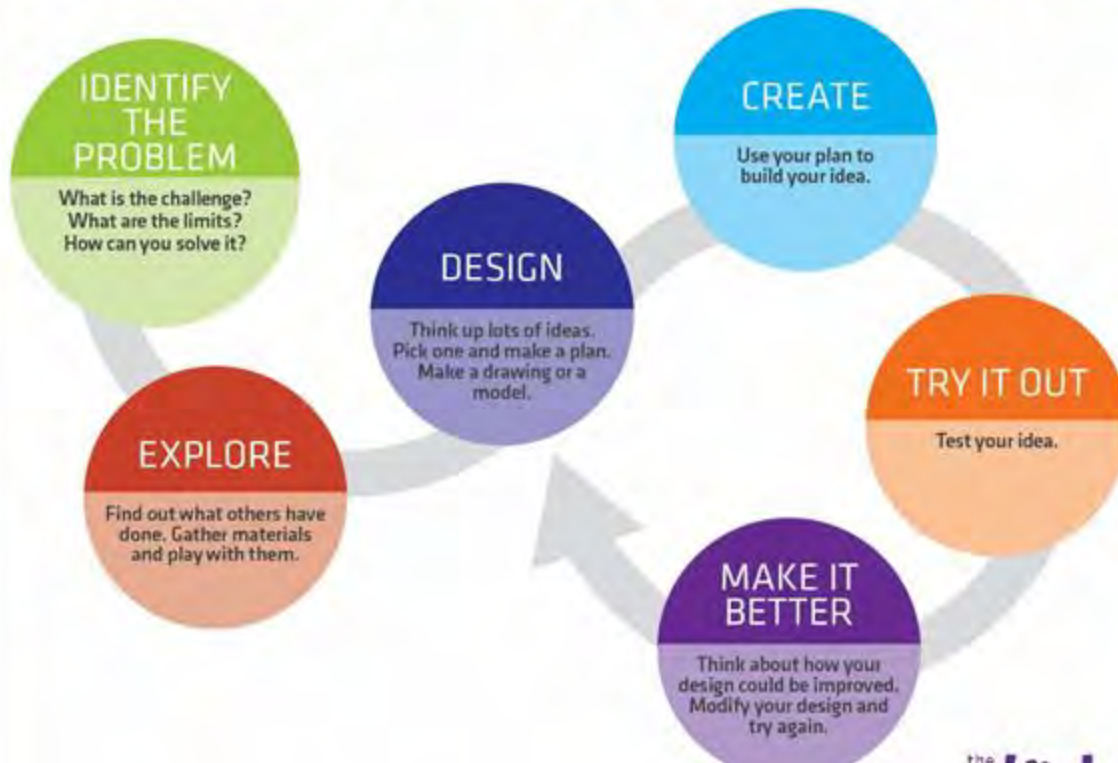 IDENTIFY
THE
PROBLEM
What is the challenge?
What are the limits?
How can you solve it?
EXPLORE
Find out what others have
done. Gather materials
and play with them.
DESIGN
Think up lots of ideas.
Pick one and make a plan.
Make a drawing or a
model.
CREATE
Use your plan to
build your idea.
TRY IT OUT
Test your idea.
MAKE IT
BETTER
Think about how your
design could be improved.
Modify your design and
try again.
the